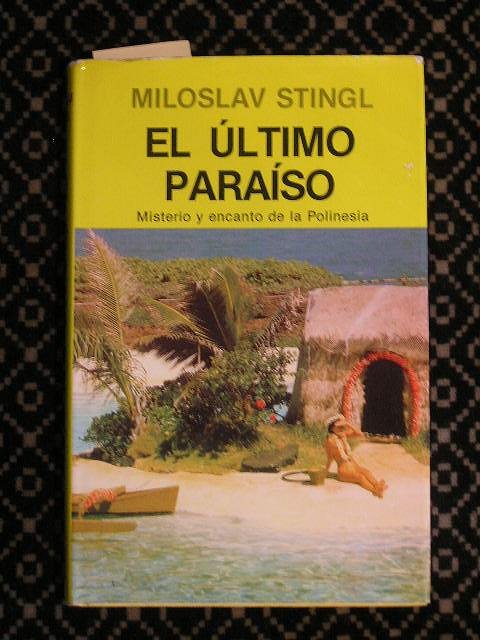 MILOSLAV STINGL
EL ÚLTIMO
PARAÍSO
Misterio y encanto de la Polinesia